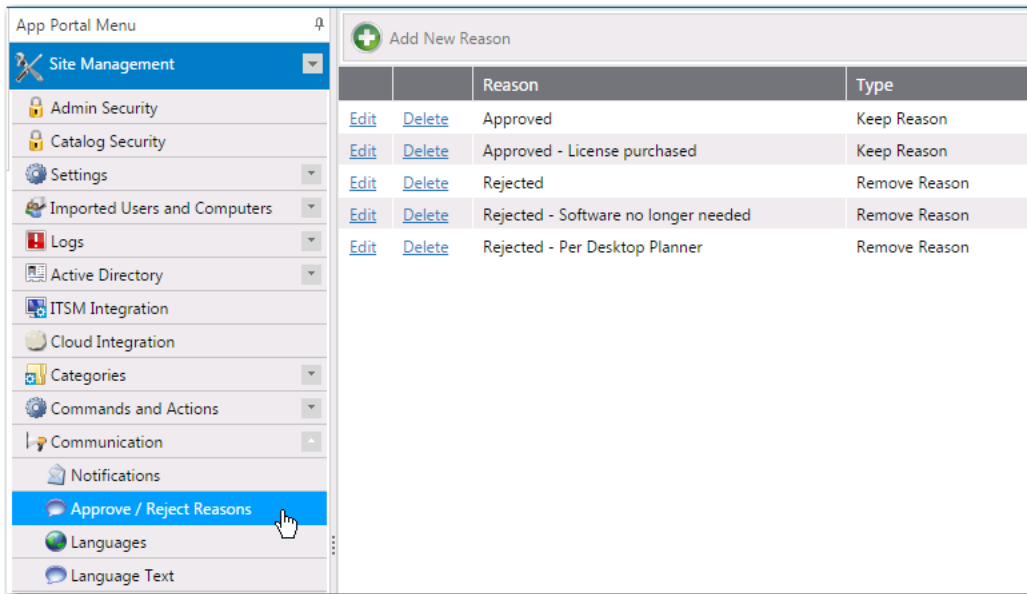 App Portal Menu
Site Management
Admin Security
Catalog Security
Settings
Imported Users and Computers
Logs
Active Directory
ITSM Integration
Cloud Integration
Categories
Commands and Actions
Communication
Notifications
Approve / Reject Reasons
Languages
Language Text
Add New Reason
Reason Type
Edit Delete Approved Keep Reason
Edit Delete Approved - License purchased Keep Reason
Edit Delete Rejected Remove Reason
Edit Delete Rejected - Software no longer needed Remove Reason
Edit Delete Rejected - Per Desktop Planner Remove Reason